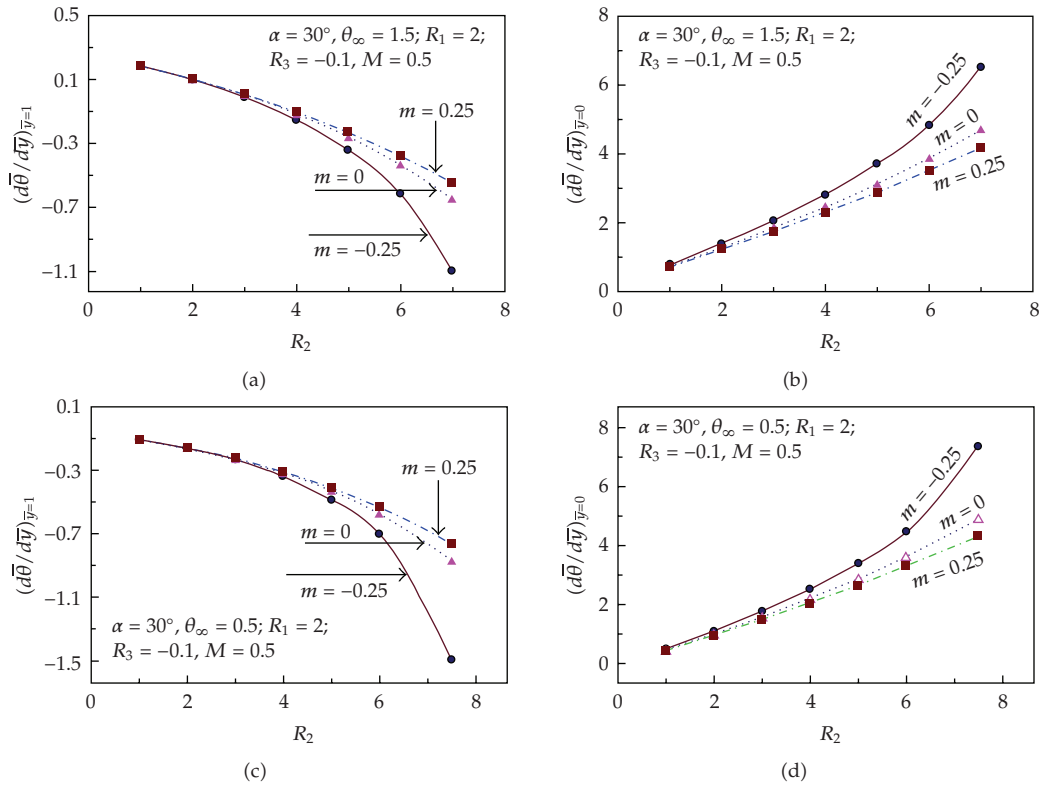 0.5
0.1
−0.3
−0.7
−1.1
(dθ̅/dy̅)y̅=1
α = 30°, θ∞ = 1.5; R1 = 2;
R3 = −0.1, M = 0.5
m = 0.25
m = 0
m = −0.25
0 2 4 6 8
R2
(a)
8
6
4
2
0
(dθ̅/dy̅)y̅=0
α = 30°, θ∞ = 1.5; R1 = 2;
R3 = −0.1, M = 0.5
m = −0.25
m = 0
m = 0.25
0 2 4 6 8
R2
(b)
0.1
−0.3
−0.7
−1.1
−1.5
(dθ̅/dy̅)y̅=1
m = 0.25
m = 0
m = −0.25
α = 30°, θ∞ = 0.5; R1 = 2;
R3 = −0.1, M = 0.5
0 2 4 6 8
R2
(c)
8
6
4
2
0
(dθ̅/dy̅)y̅=0
α = 30°, θ∞ = 0.5; R1 = 2;
R3 = −0.1, M = 0.5
m = −0.25
m = 0
m = 0.25
0 2 4 6 8
R2
(d)